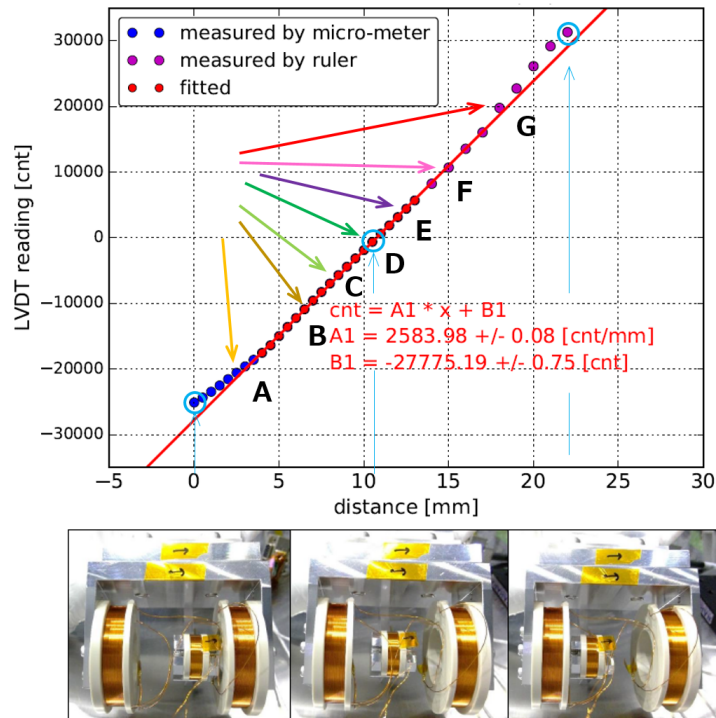 measured by micro-meter
measured by ruler
fitted
LVDT reading [cnt]
30000
20000
10000
0
−10000
−20000
−30000
G
F
E
D
C
B
A
cnt = A1 * x + B1
A1 = 2583.98 +/- 0.08 [cnt/mm]
B1 = -27775.19 +/- 0.75 [cnt]
−5 0 5 10 15 20 25 30
distance [mm]